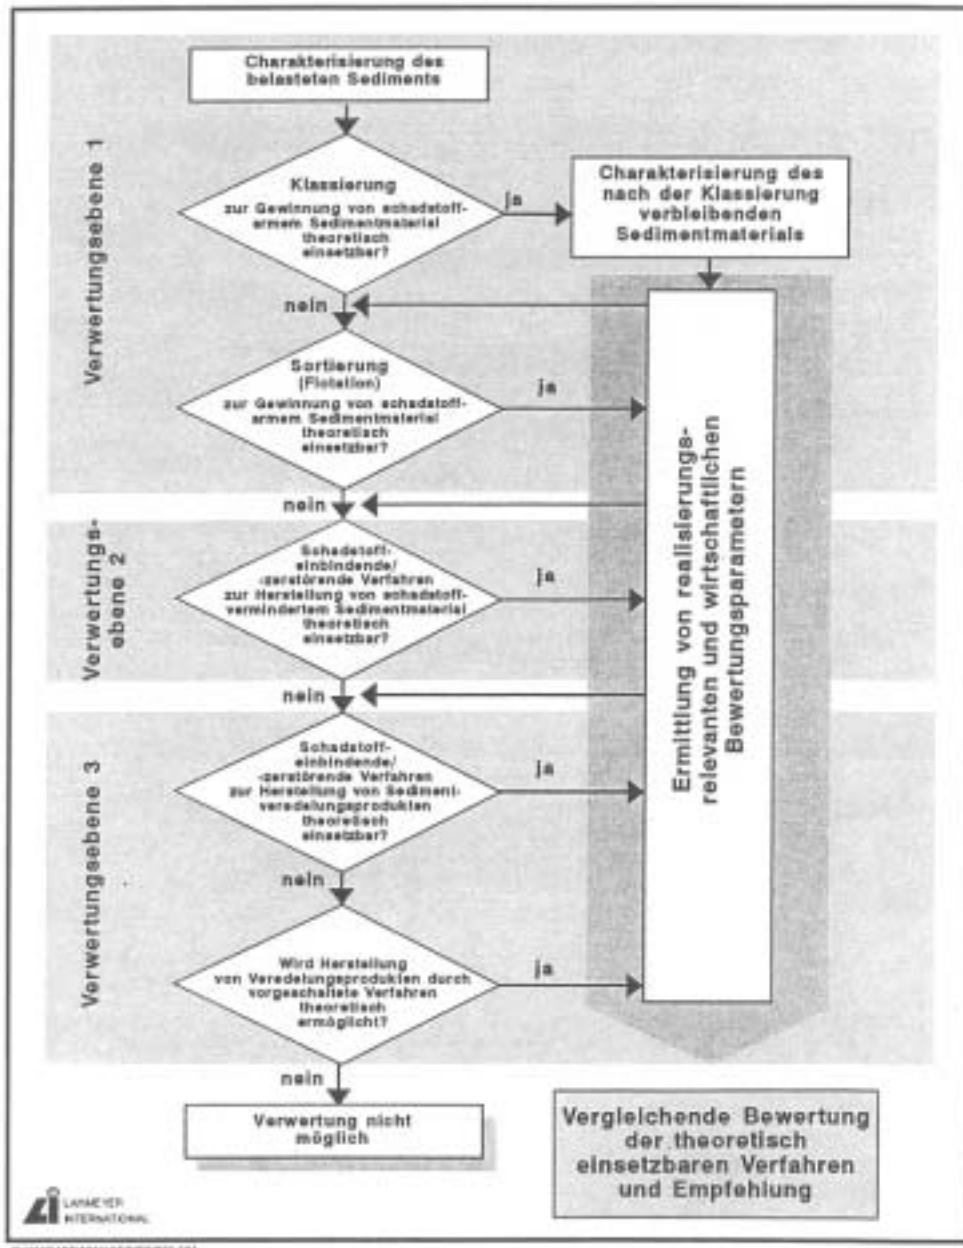 Charakterisierung des
belasteten Sediments
Verwertungsebene 1
Klassierung
zur Gewinnung von schadstoff-
armem Sedimentmaterial
theoretisch
einsetzbar?
ja
Charakterisierung des
nach der Klassierung
verbleibenden
Sedimentmaterials
nein
Sortierung
(Flotation)
zur Gewinnung von schadstoff-
armem Sedimentmaterial
theoretisch
einsetzbar?
ja
nein
Verwertungs-
ebene 2
Schadstoff-
einbindende/
-zerstörende Verfahren
zur Herstellung von schadstoff-
vermindertem Sedimentmaterial
theoretisch
einsetzbar?
ja
nein
Ermittlung von realisierungs-
relevanten und wirtschaftlichen
Bewertungsparametern
Verwertungsebene 3
Schadstoff-
einbindende/
-zerstörende Verfahren
zur Herstellung von Sediment-
veredelungsprodukten
theoretisch
einsetzbar?
ja
nein
Wird Herstellung
von Veredelungsprodukten durch
vorgeschaltete Verfahren
theoretisch
ermöglicht?
ja
nein
Verwertung nicht
möglich
Vergleichende Bewertung
der theoretisch
einsetzbaren Verfahren
und Empfehlung
LAHMEYER
INTERNATIONAL